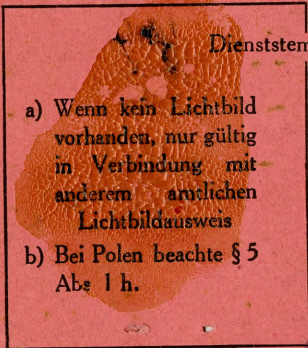 Dienststem
a) Wenn kein Lichtbild
vorhanden, nur gültig
in Verbindung mit
anderem amtlichen
Lichtbildausweis
b) Bei Polen beachte § 5
Abs 1 h.